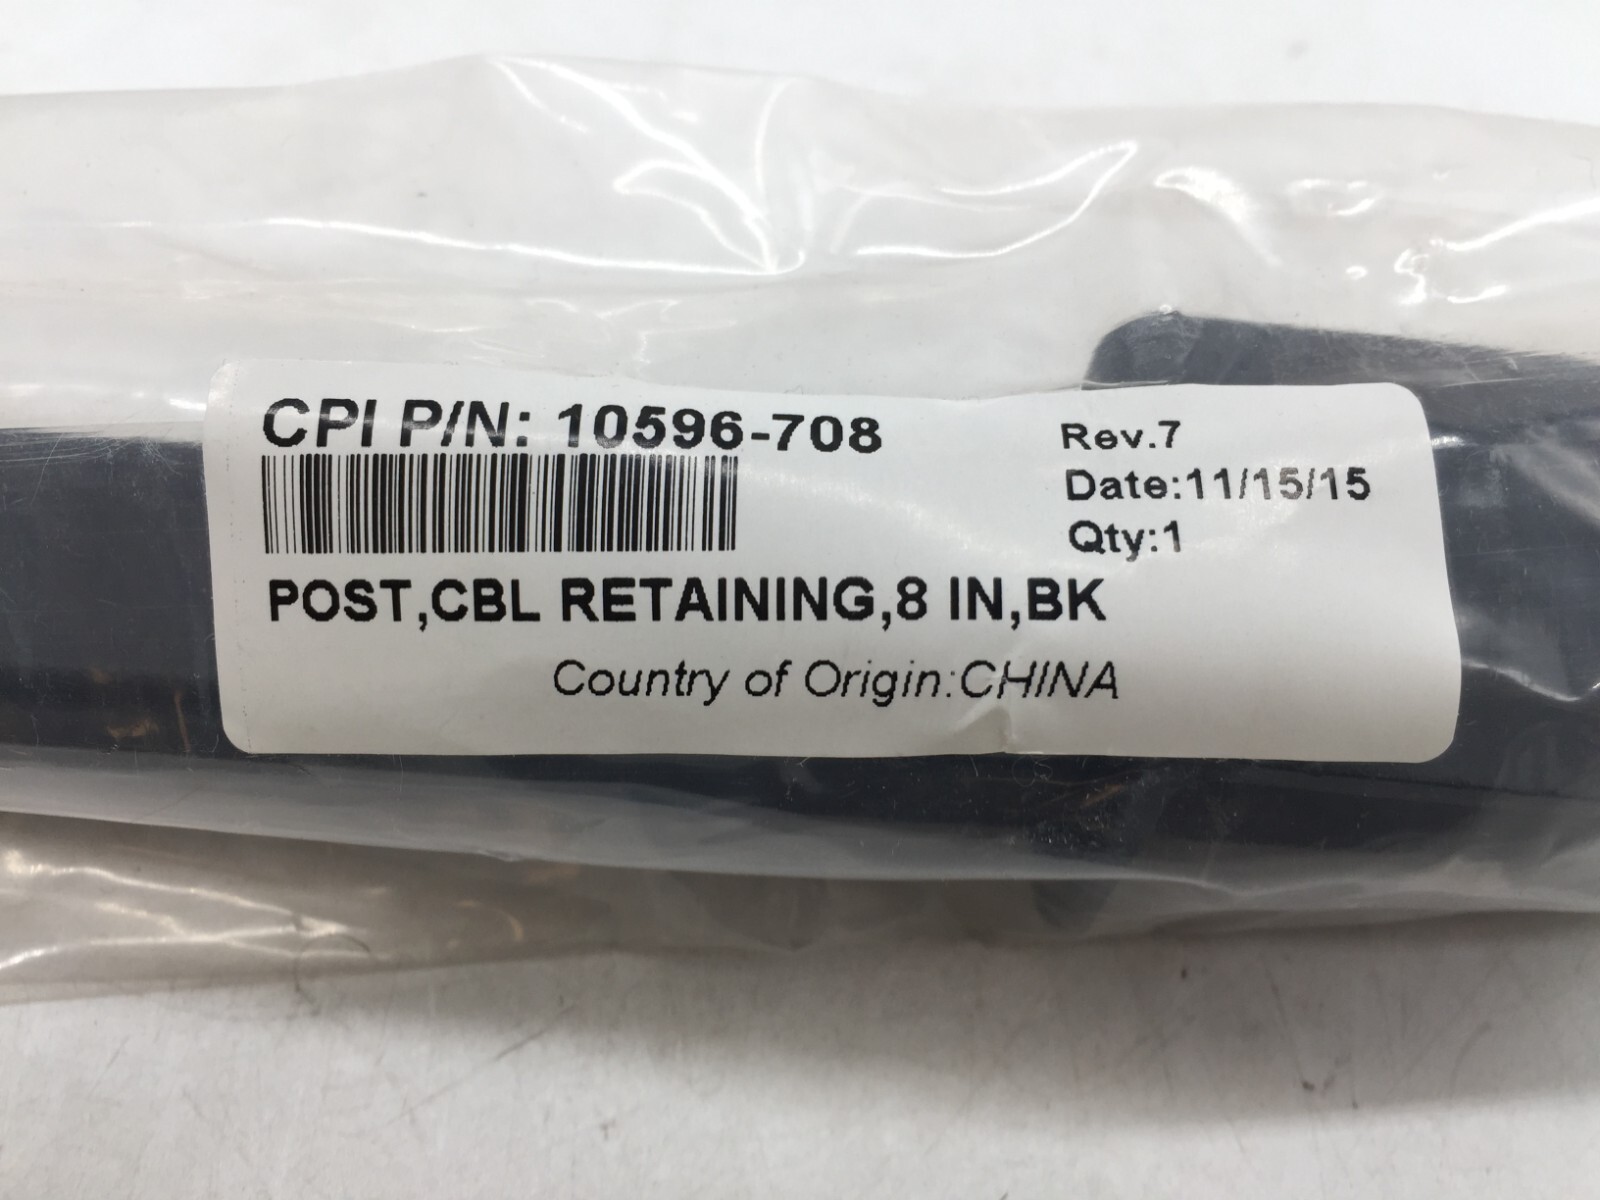 CPI P/N: 10596-708
Rev.7
Date:11/15/15
Qty:1
POST,CBL RETAINING,8 IN,BK
Country of Origin:CHINA